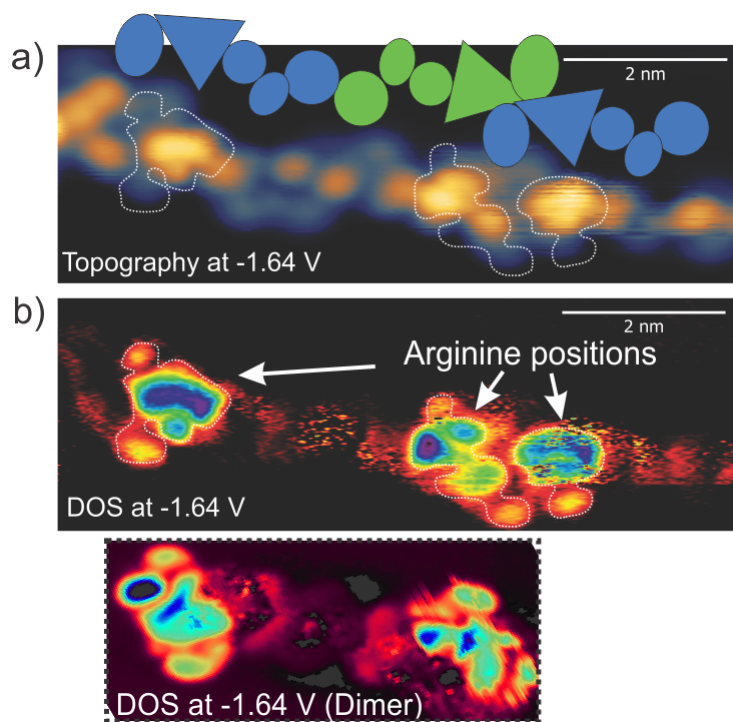 a)
2 nm
Topography at -1.64 V
b)
2 nm
Arginine positions
DOS at -1.64 V
DOS at -1.64 V (Dimer)